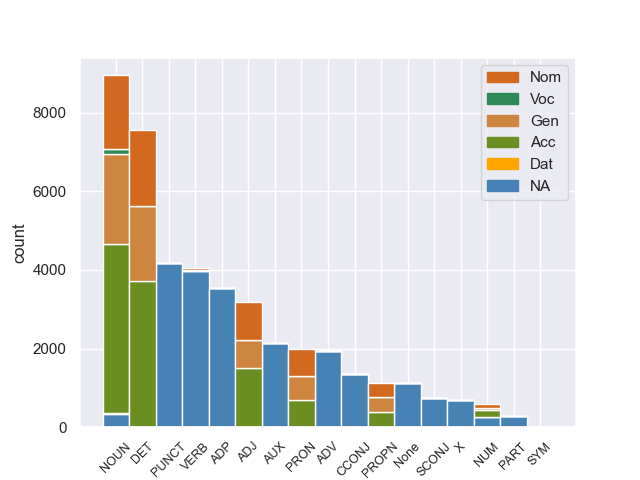 8000
6000
4000
2000
0
count
Nom
Voc
Gen
Acc
Dat
NA
NOUN
DET
PUNCT
VERB
ADP
ADJ
AUX
PRON
ADV
CCONJ
PROPN
None
SCONJ
X
NUM
PART
SYM